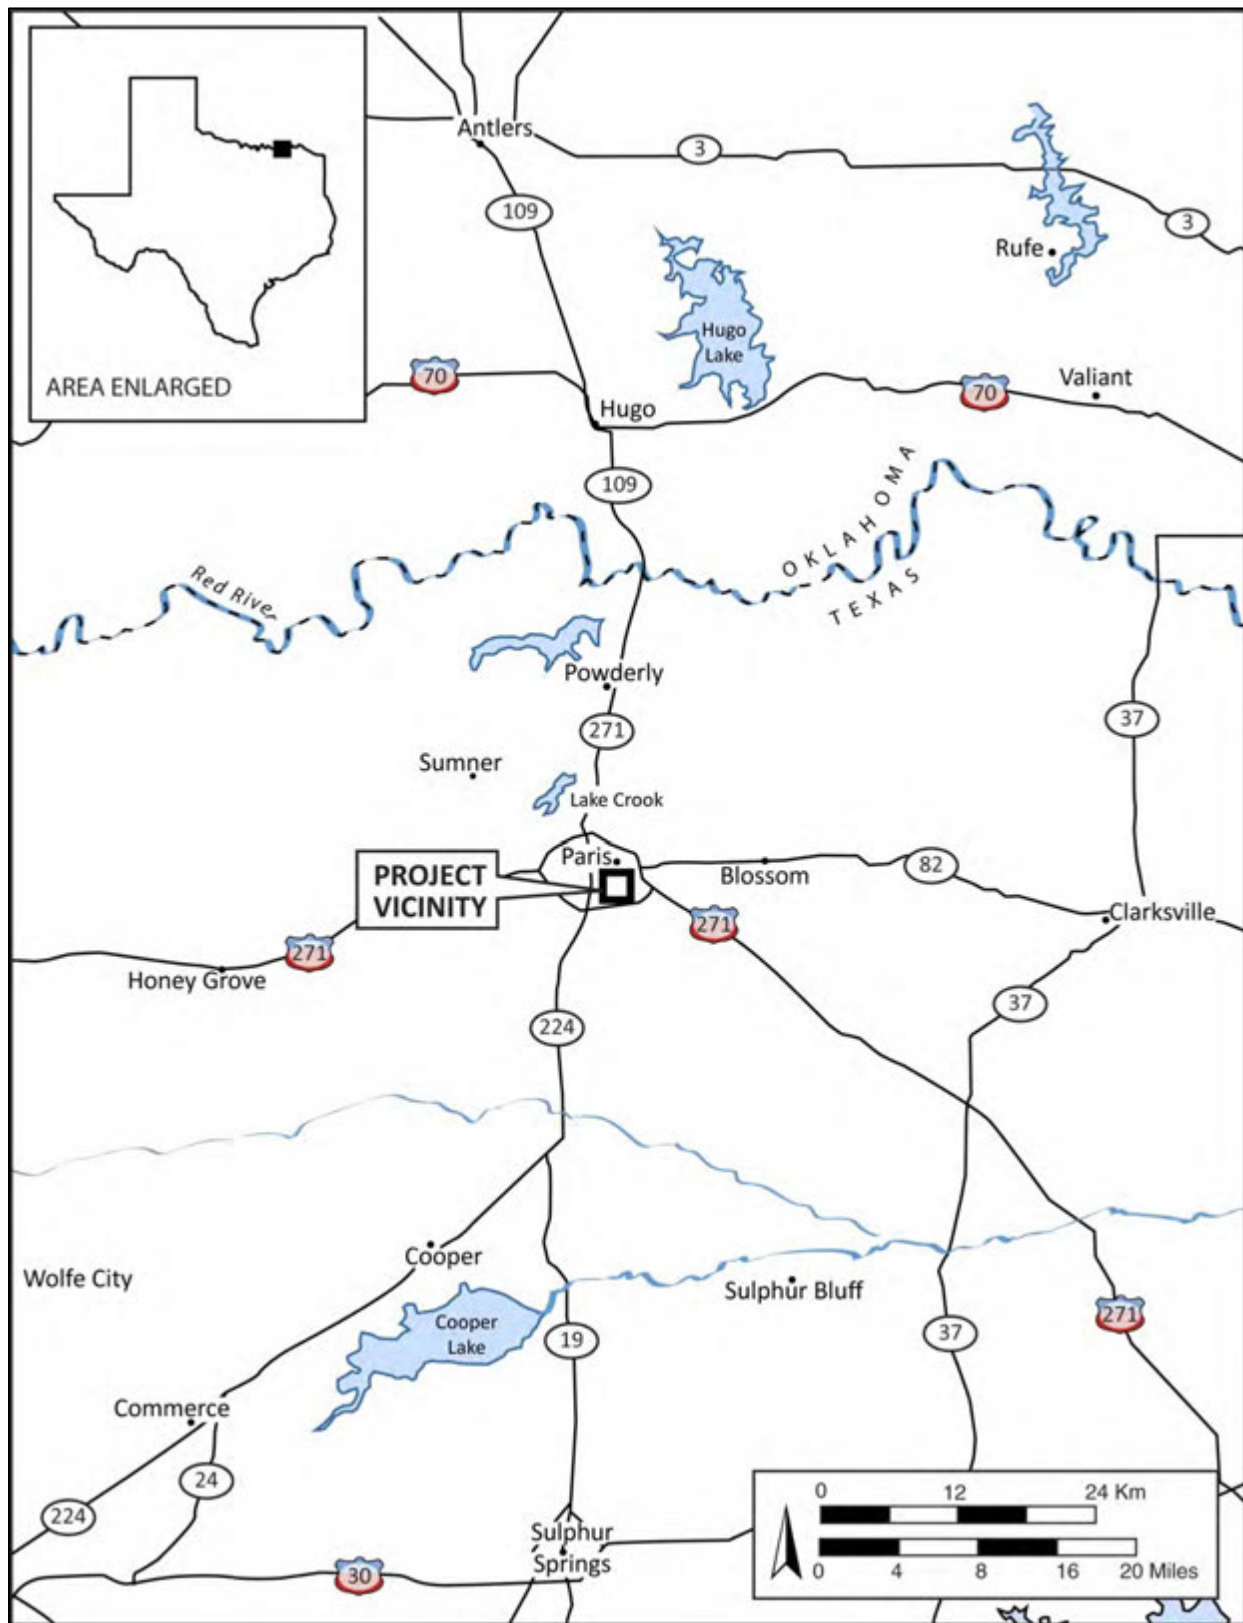 Antlers
3
109
3
Rufe
Hugo
Lake
AREA ENLARGED
70
70
Valiant
Hugo
109
OKLAHOMA
TEXAS
Red River
Powderly
271
37
Sumner
Lake Crook
Paris
PROJECT
VICINITY
Blossom
82
Clarksville
271
271
Honey Grove
37
224
Cooper
Wolfe City
Sulphur Bluff
Cooper
Lake
19
37
271
Commerce
24
224
0 12 24 Km
Sulphur
Springs
0 4 8 16 20 Miles
30